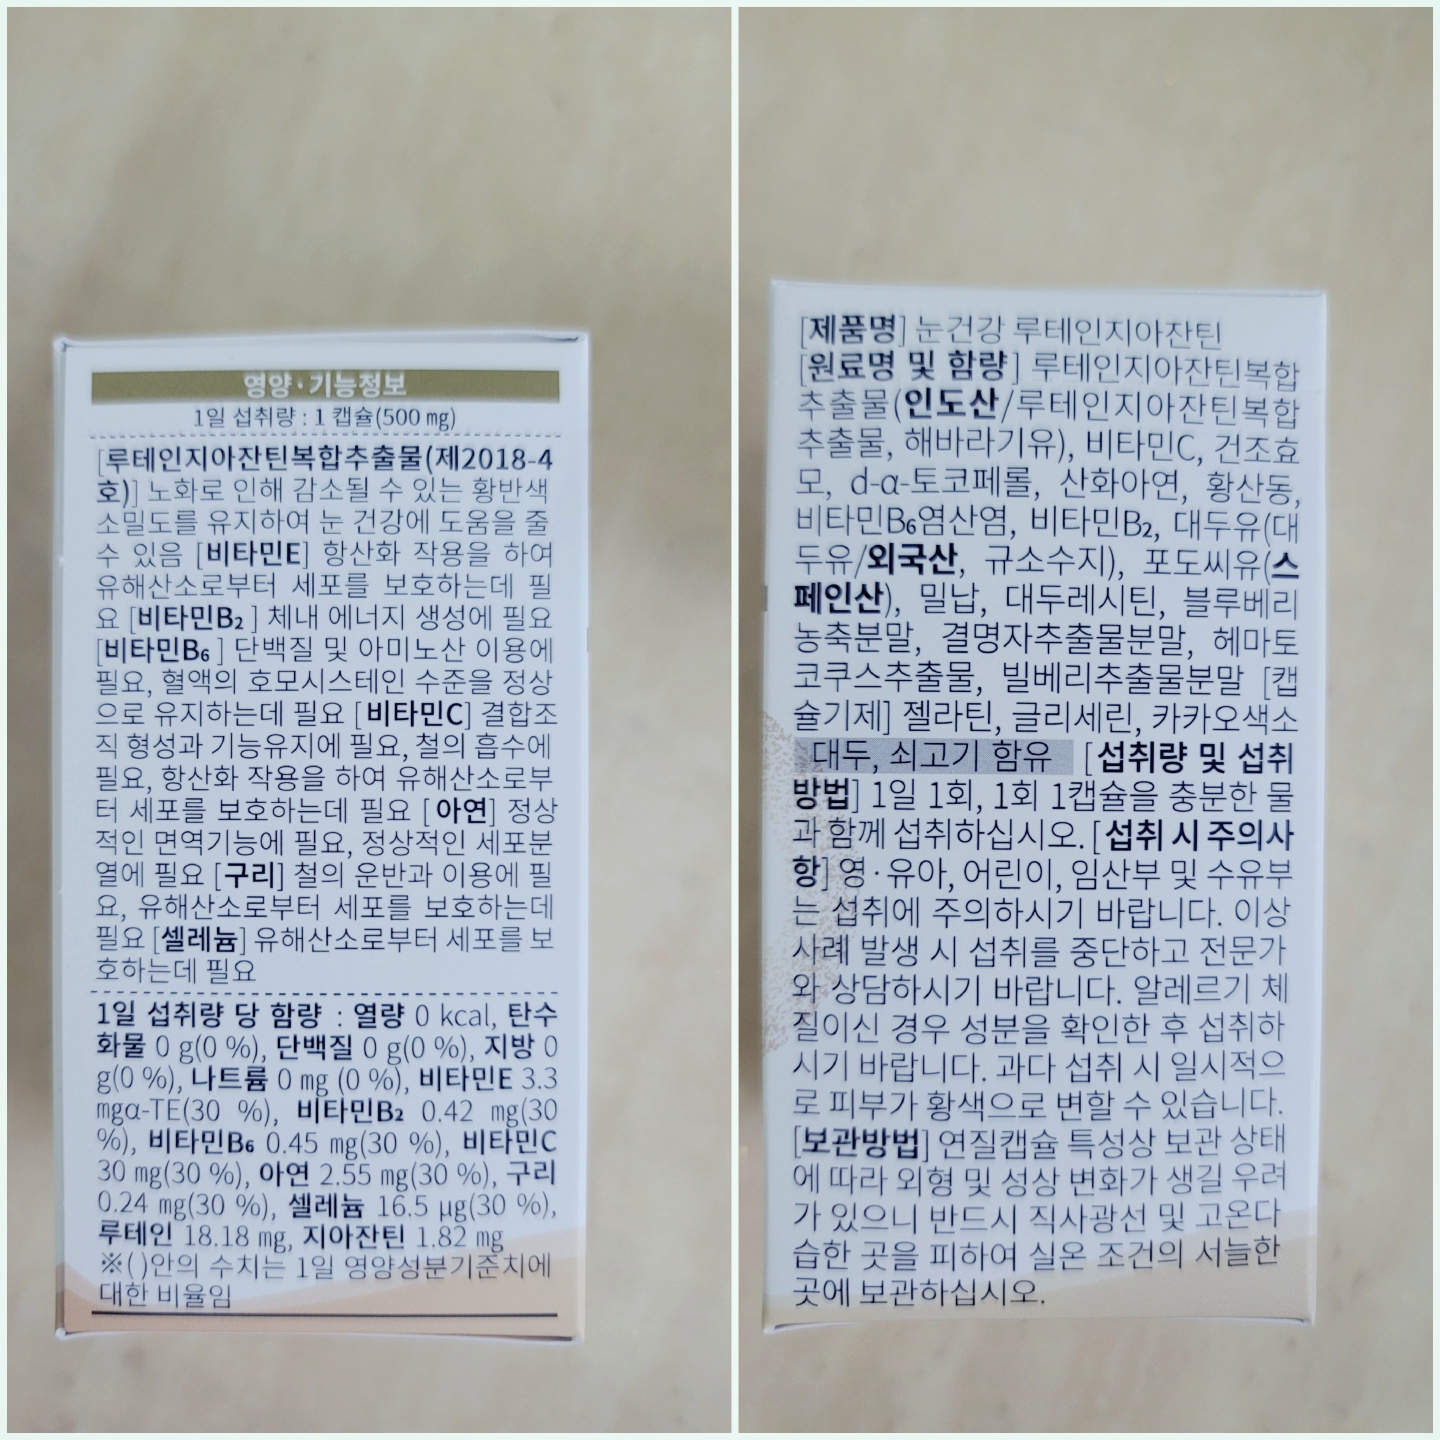 영양·기능정보
1일 섭취량 : 1 캡슐(500 ㎎)
[루테인지아잔틴복합추출물(제2018-4
호)] 노화로 인해 감소될 수 있는 황반색
소밀도를 유지하여 눈 건강에 도움을 줄
수 있음 [비타민E] 항산화 작용을 하여
유해산소로부터 세포를 보호하는데 필
요 [비타민B₂ ] 체내 에너지 생성에 필요
[비타민B₆ ] 단백질 및 아미노산 이용에
필요, 혈액의 호모시스테인 수준을 정상
으로 유지하는데 필요 [비타민C] 결합조
직 형성과 기능유지에 필요, 철의 흡수에
필요, 항산화 작용을 하여 유해산소로부
터 세포를 보호하는데 필요 [아연] 정상
적인 면역기능에 필요, 정상적인 세포분
열에 필요 [구리] 철의 운반과 이용에 필
요, 유해산소로부터 세포를 보호하는데
필요 [셀레늄] 유해산소로부터 세포를 보
호하는데 필요
1일 섭취량 당 함량 : 열량 0 kcal, 탄수
화물 0 g(0 %), 단백질 0 g(0 %), 지방 0
g(0 %), 나트륨 0 ㎎ (0 %), 비타민E 3.3
㎎α-TE(30 %), 비타민B₂ 0.42 ㎎(30
%), 비타민B₆ 0.45 ㎎(30 %), 비타민C
30 ㎎(30 %), 아연 2.55 ㎎(30 %), 구리
0.24 ㎎(30 %), 셀레늄 16.5 ㎍(30 %),
루테인 18.18 ㎎, 지아잔틴 1.82 ㎎
※( )안의 수치는 1일 영양성분기준치에
대한 비율임
[제품명] 눈건강 루테인지아잔틴
[원료명 및 함량] 루테인지아잔틴복합
추출물(인도산/루테인지아잔틴복합
추출물, 해바라기유), 비타민C, 건조효
모, d-α-토코페롤, 산화아연, 황산동,
비타민B₆염산염, 비타민B₂, 대두유(대
두유/외국산, 규소수지), 포도씨유(스
페인산), 밀납, 대두레시틴, 블루베리
농축분말, 결명자추출물분말, 헤마토
코쿠스추출물, 빌베리추출물분말 [캡
슐기제] 젤라틴, 글리세린, 카카오색소
대두, 쇠고기 함유 [섭취량 및 섭취
방법] 1일 1회, 1회 1캡슐을 충분한 물
과 함께 섭취하십시오. [섭취 시 주의사
항] 영·유아, 어린이, 임산부 및 수유부
는 섭취에 주의하시기 바랍니다. 이상
사례 발생 시 섭취를 중단하고 전문가
와 상담하시기 바랍니다. 알레르기 체
질이신 경우 성분을 확인한 후 섭취하
시기 바랍니다. 과다 섭취 시 일시적으
로 피부가 황색으로 변할 수 있습니다.
[보관방법] 연질캡슐 특성상 보관 상태
에 따라 외형 및 성상 변화가 생길 우려
가 있으니 반드시 직사광선 및 고온다
습한 곳을 피하여 실온 조건의 서늘한
곳에 보관하십시오.